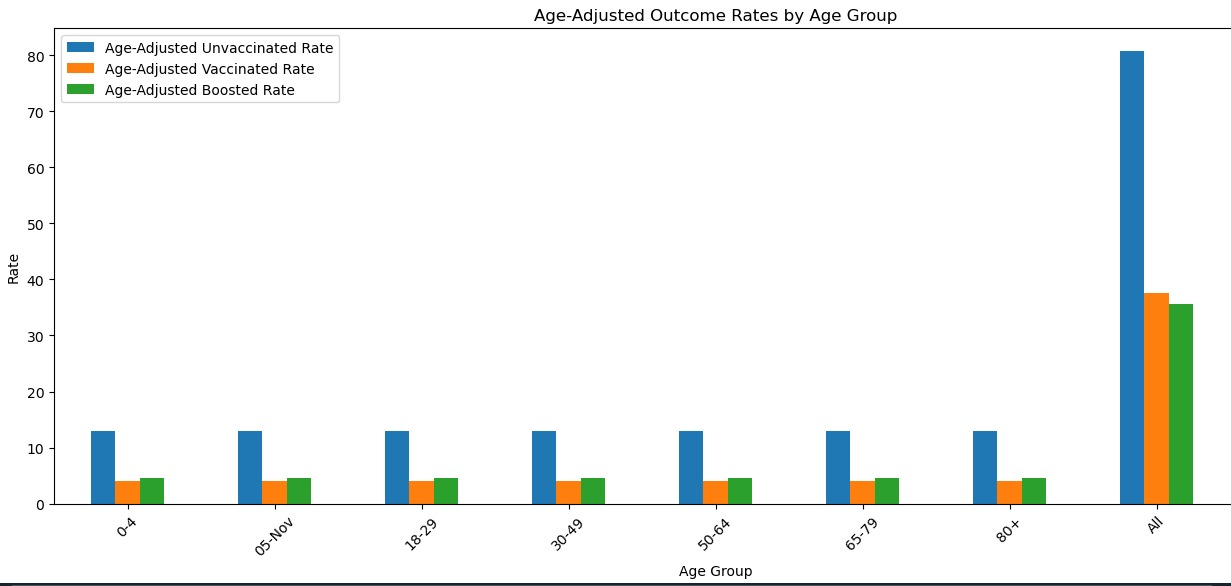 Age-Adjusted Outcome Rates by Age Group
Age-Adjusted Unvaccinated Rate
Age-Adjusted Vaccinated Rate
Age-Adjusted Boosted Rate
80
70
60
50
40
30
20
10
0
Rate
0-4
05-Nov
18-29
30-49
50-64
65-79
80+
All
Age Group